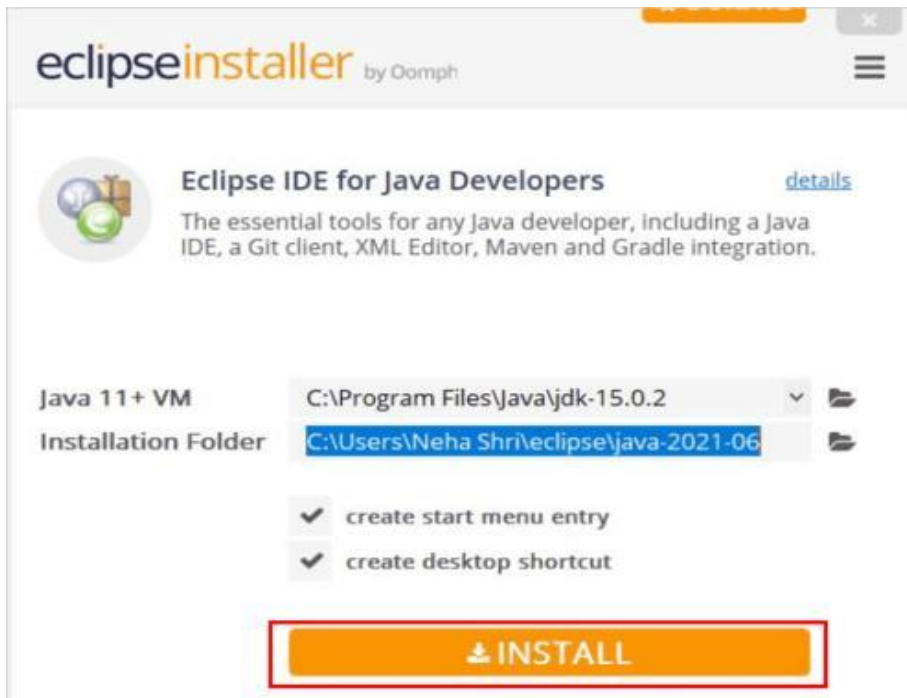 eclipseinstaller by Oomph
Eclipse IDE for Java Developers details
The essential tools for any Java developer, including a Java
IDE, a Git client, XML Editor, Maven and Gradle integration.
Java 11+ VM C:\Program Files\Java\jdk-15.0.2
Installation Folder C:\Users\Neha Shri\eclipse\java-2021-06
create start menu entry
create desktop shortcut
INSTALL